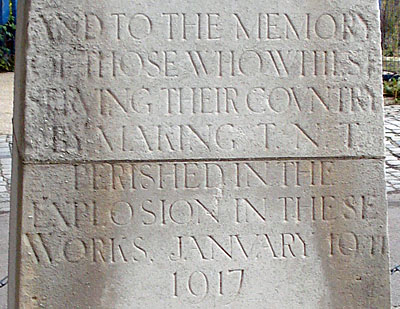 AND TO THE MEMORY
OF THOSE WHO WHILST
SERVING THEIR COVNTRY
BY MAKING T.N.T.
PERISHED IN THE
EXPLOSION IN THESE
WORKS, JANVARY 19TH
1917